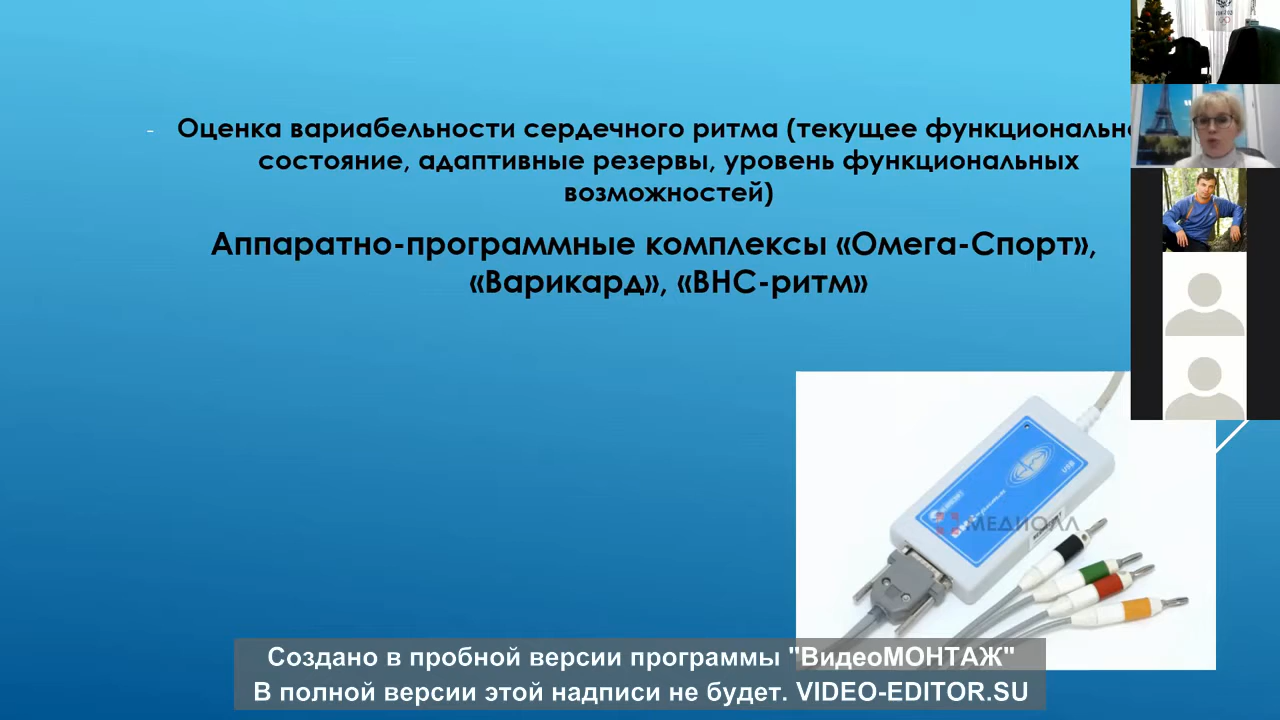 - Оценка вариабельности сердечного ритма (текущее функциональн
состояние, адаптивные резервы, уровень функциональных
возможностей)
Аппаратно-программные комплексы «Омега-Спорт»,
«Варикард», «ВНС-ритм»
USB
МЕДИОЛЛ
Создано в пробной версии программы "ВидеоМОНТАЖ"
В полной версии этой надписи не будет. VIDEO-EDITOR.SU